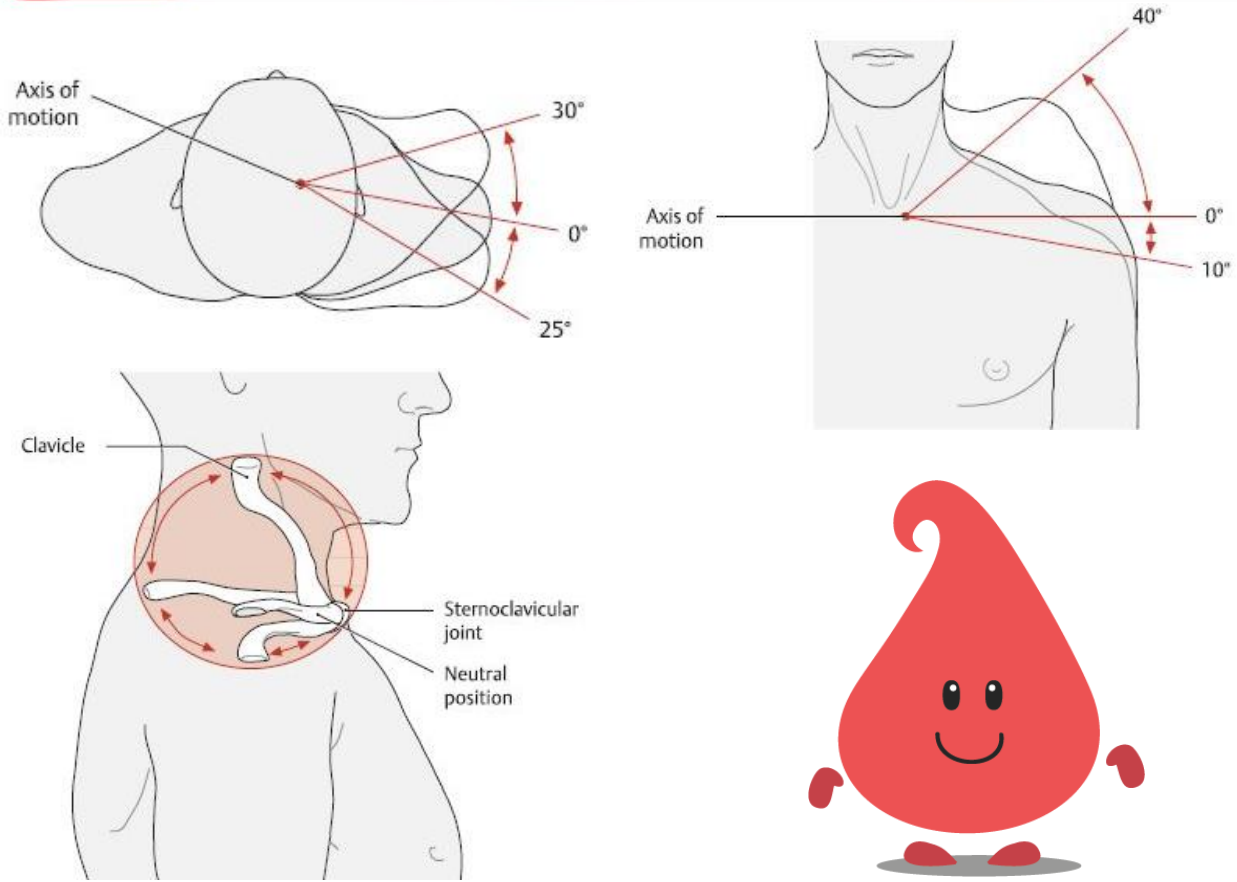 Axis of
motion
30°
0°
25°
40°
Axis of
motion
0°
10°
Clavicle
Sternoclavicular
joint
Neutral
position